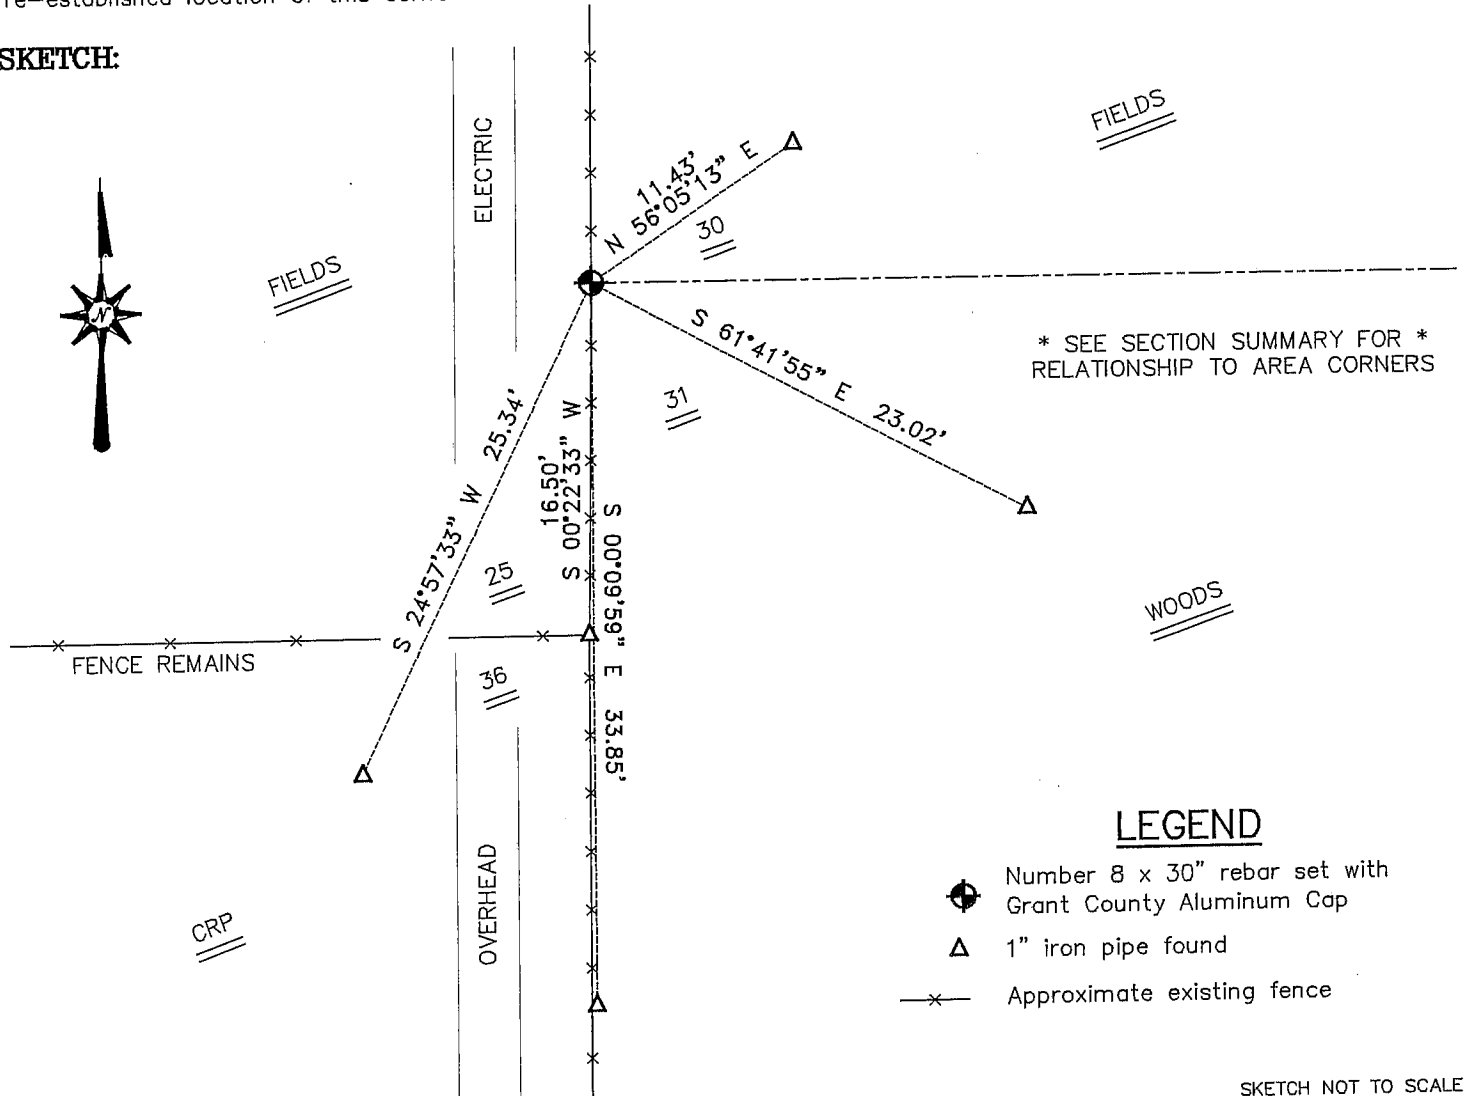 SKETCH:
ELECTRIC
FIELDS
11.43'
N 56°05'13" E
30
FIELDS
N
S 61°41'55" E 23.02'
* SEE SECTION SUMMARY FOR *
RELATIONSHIP TO AREA CORNERS
31
S 24°57'33" W 25.34'
16.50'
S 00°22'33" W
S 00°09'59" E 33.85'
25
WOODS
FENCE REMAINS
36
OVERHEAD
CRP
LEGEND
Number 8 x 30" rebar set with
Grant County Aluminum Cap
1" iron pipe found
Approximate existing fence
SKETCH NOT TO SCALE